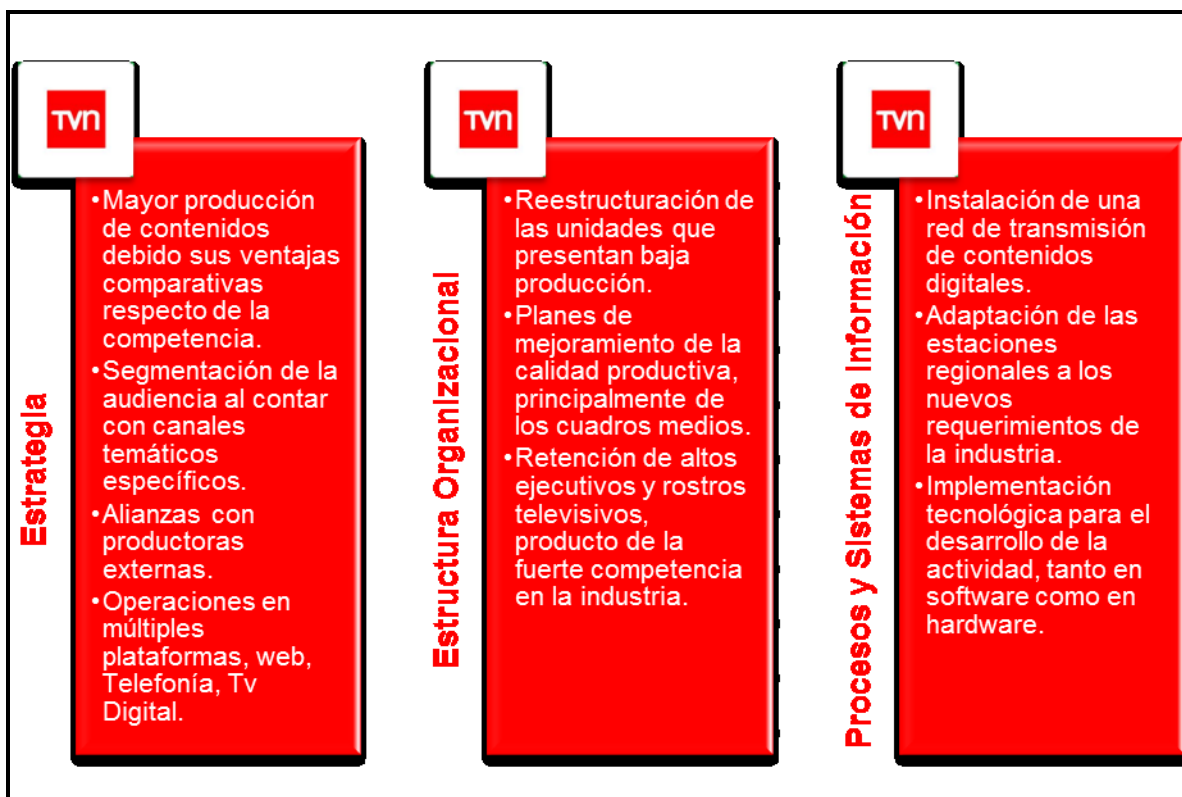 TVN
Estrategia
•Mayor producción
de contenidos
debido sus ventajas
comparativas
respecto de la
competencia.
•Segmentación de la
audiencia al contar
con canales
temáticos
específicos.
•Alianzas con
productoras
externas.
•Operaciones en
múltiples
plataformas, web,
Telefonía, Tv
Digital.
TVN
Estructura Organizacional
•Reestructuración de
las unidades que
presentan baja
producción.
•Planes de
mejoramiento de la
calidad productiva,
principalmente de
los cuadros medios.
•Retención de altos
ejecutivos y rostros
televisivos,
producto de la
fuerte competencia
en la industria.
TVN
Procesos y Sistemas de Información
•Instalación de una
red de transmisión
de contenidos
digitales.
•Adaptación de las
estaciones
regionales a los
nuevos
requerimientos de
la industria.
•Implementación
tecnológica para el
desarrollo de la
actividad, tanto en
software como en
hardware.